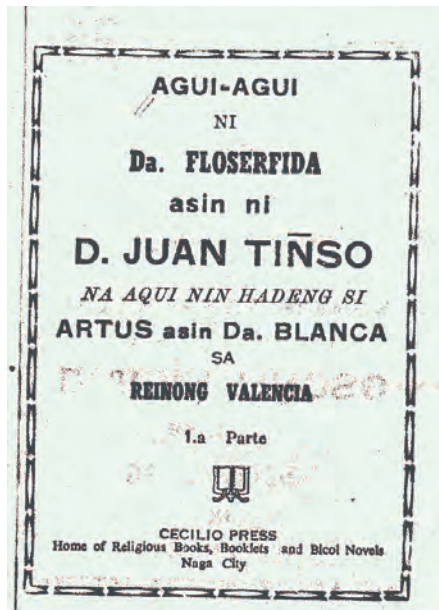 AGUI-AGUI
NI
Da. FLOSERFIDA
asin ni
D. JUAN TIÑSO
NA AQUI NIN HADENG SI
ARTUS asin Da. BLANCA
SA
REINONG VALENCIA
1.a Parte
CECILIO PRESS
Home of Religious Books, Booklets and Bicol Novels
Naga City